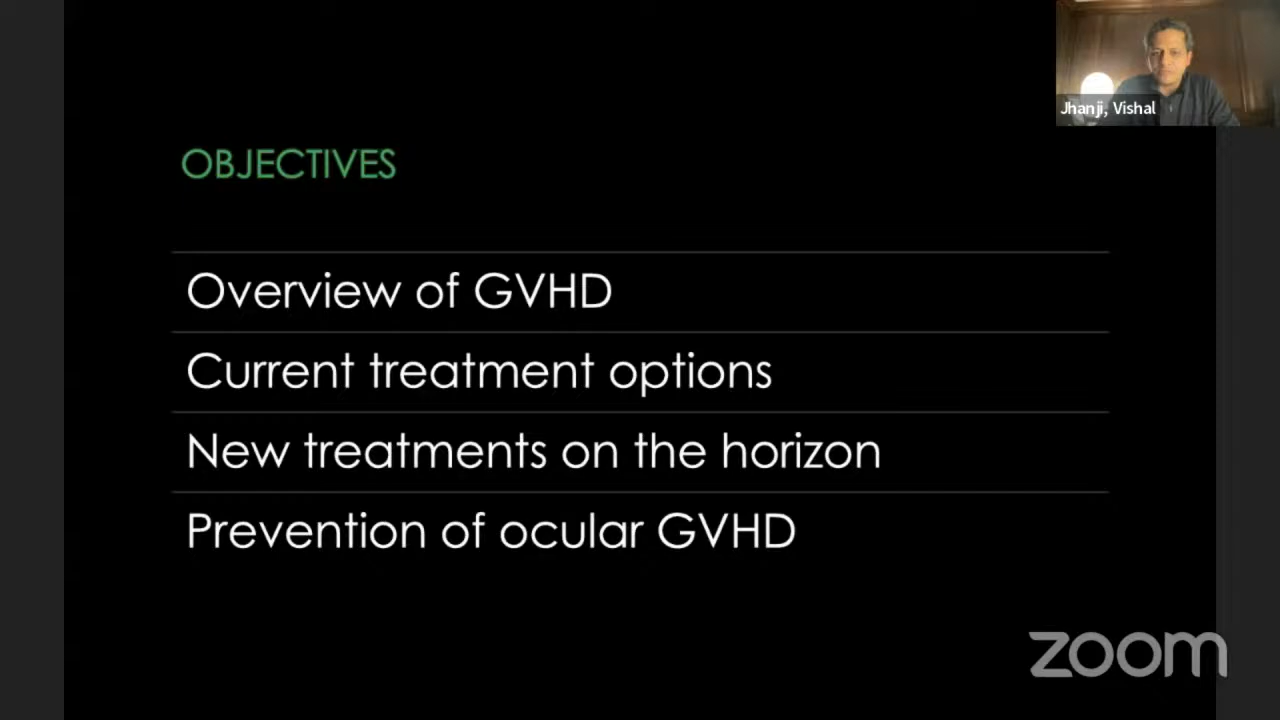 Jhanji, Vishal
OBJECTIVES
Overview of GVHD
Current treatment options
New treatments on the horizon
Prevention of ocular GVHD
zoom